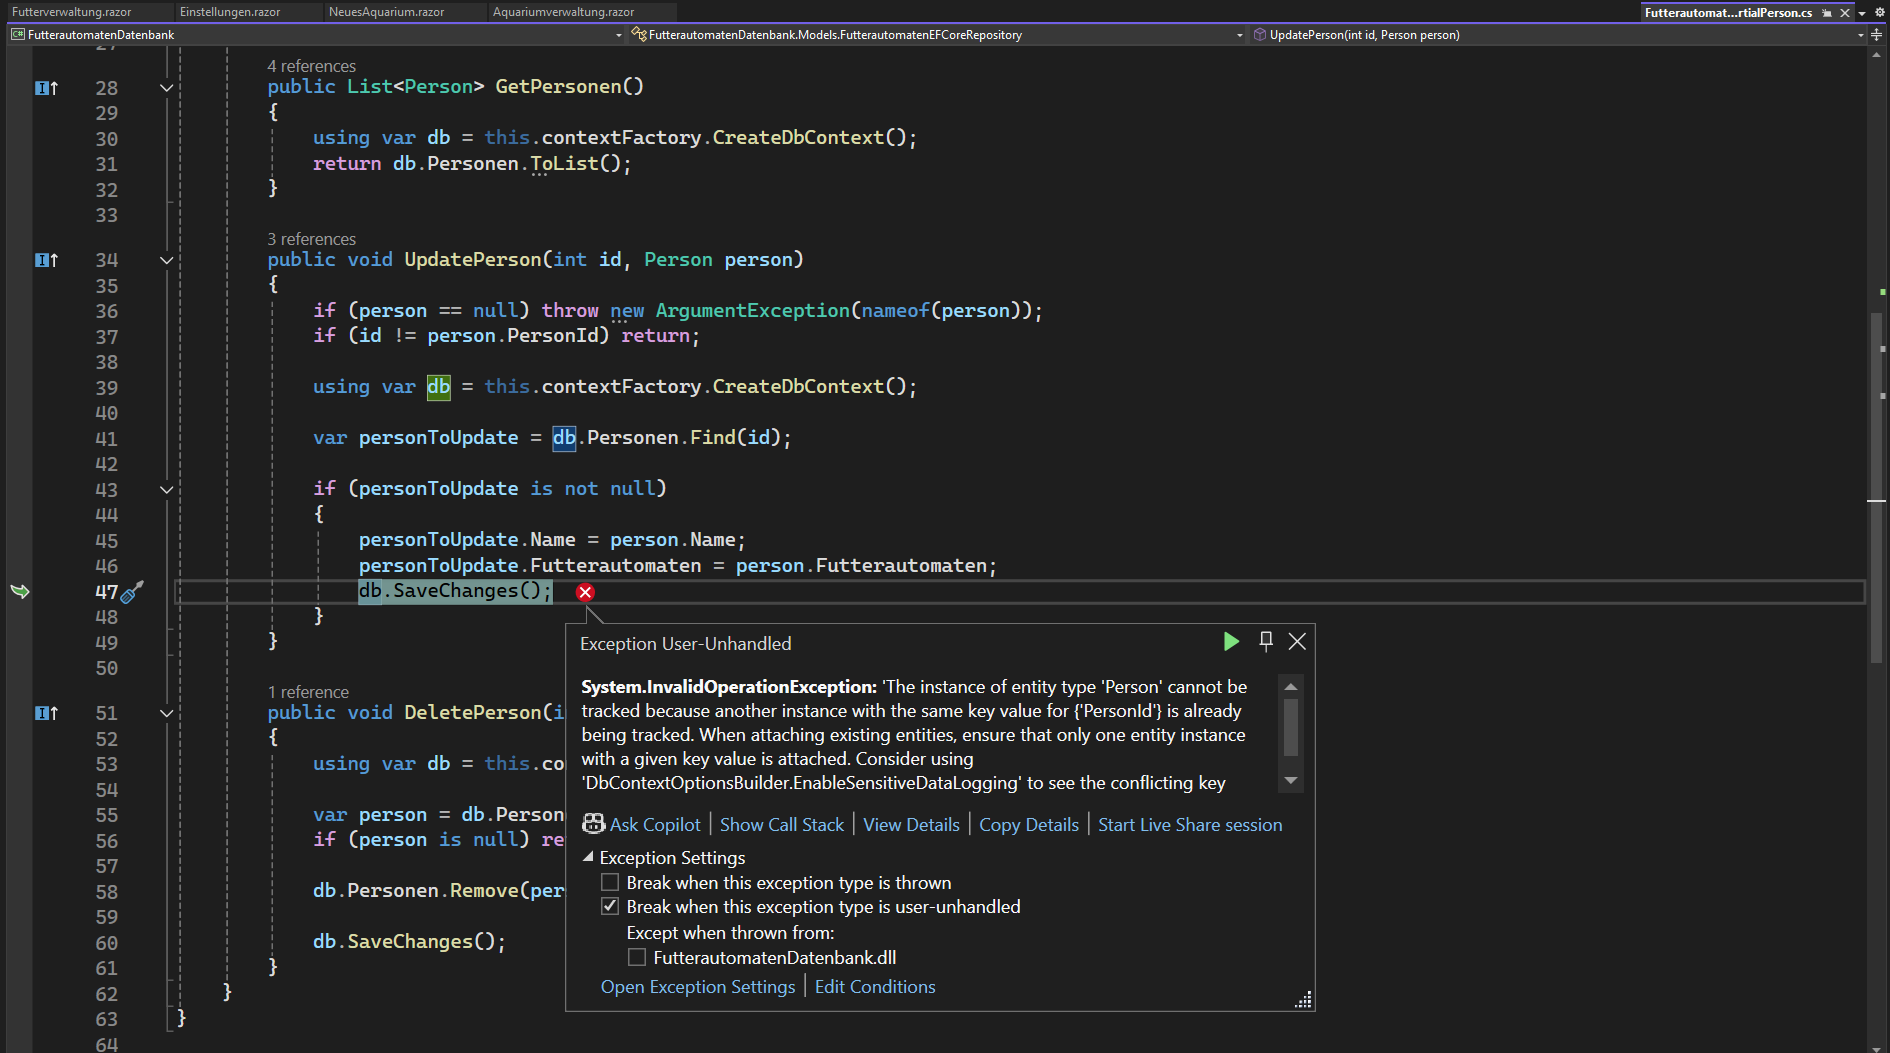 Futterverwaltung.razor Einstellungen.razor NeuesAquarium.razor Aquariumverwaltung.razor Futterautomat...rtialPerson.cs
C# FutterautomatenDatenbank FutterautomatenDatenbank.Models.FutterautomatenEFCoreRepository UpdatePerson(int id, Person person)
27
4 references
28 public List<Person> GetPersonen()
29 {
30 using var db = this.contextFactory.CreateDbContext();
31 return db.Personen.ToList();
32 }
33
3 references
34 public void UpdatePerson(int id, Person person)
35 {
36 if (person == null) throw new ArgumentException(nameof(person));
37 if (id != person.PersonId) return;
38
39 using var db = this.contextFactory.CreateDbContext();
40
41 var personToUpdate = db.Personen.Find(id);
42
43 if (personToUpdate is not null)
44 {
45 personToUpdate.Name = person.Name;
46 personToUpdate.Futterautomaten = person.Futterautomaten;
47 db.SaveChanges();
48 }
49 }
50
1 reference
51 public void DeletePerson(i
52 {
53 using var db = this.co
54
55 var person = db.Person
56 if (person is null) re
57
58 db.Personen.Remove(per
59
60 db.SaveChanges();
61 }
62 }
63 }
64
Exception User-Unhandled
System.InvalidOperationException: 'The instance of entity type 'Person' cannot be
tracked because another instance with the same key value for {'PersonId'} is already
being tracked. When attaching existing entities, ensure that only one entity instance
with a given key value is attached. Consider using
'DbContextOptionsBuilder.EnableSensitiveDataLogging' to see the conflicting key
Ask Copilot | Show Call Stack | View Details | Copy Details | Start Live Share session
Exception Settings
Break when this exception type is thrown
Break when this exception type is user-unhandled
Except when thrown from:
FutterautomatenDatenbank.dll
Open Exception Settings | Edit Conditions